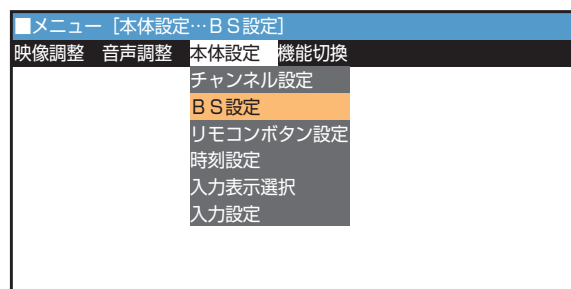 ■メニュー [本体設定…ＢＳ設定]
映像調整 音声調整 本体設定 機能切換
チャンネル設定
ＢＳ設定
リモコンボタン設定
時刻設定
入力表示選択
入力設定